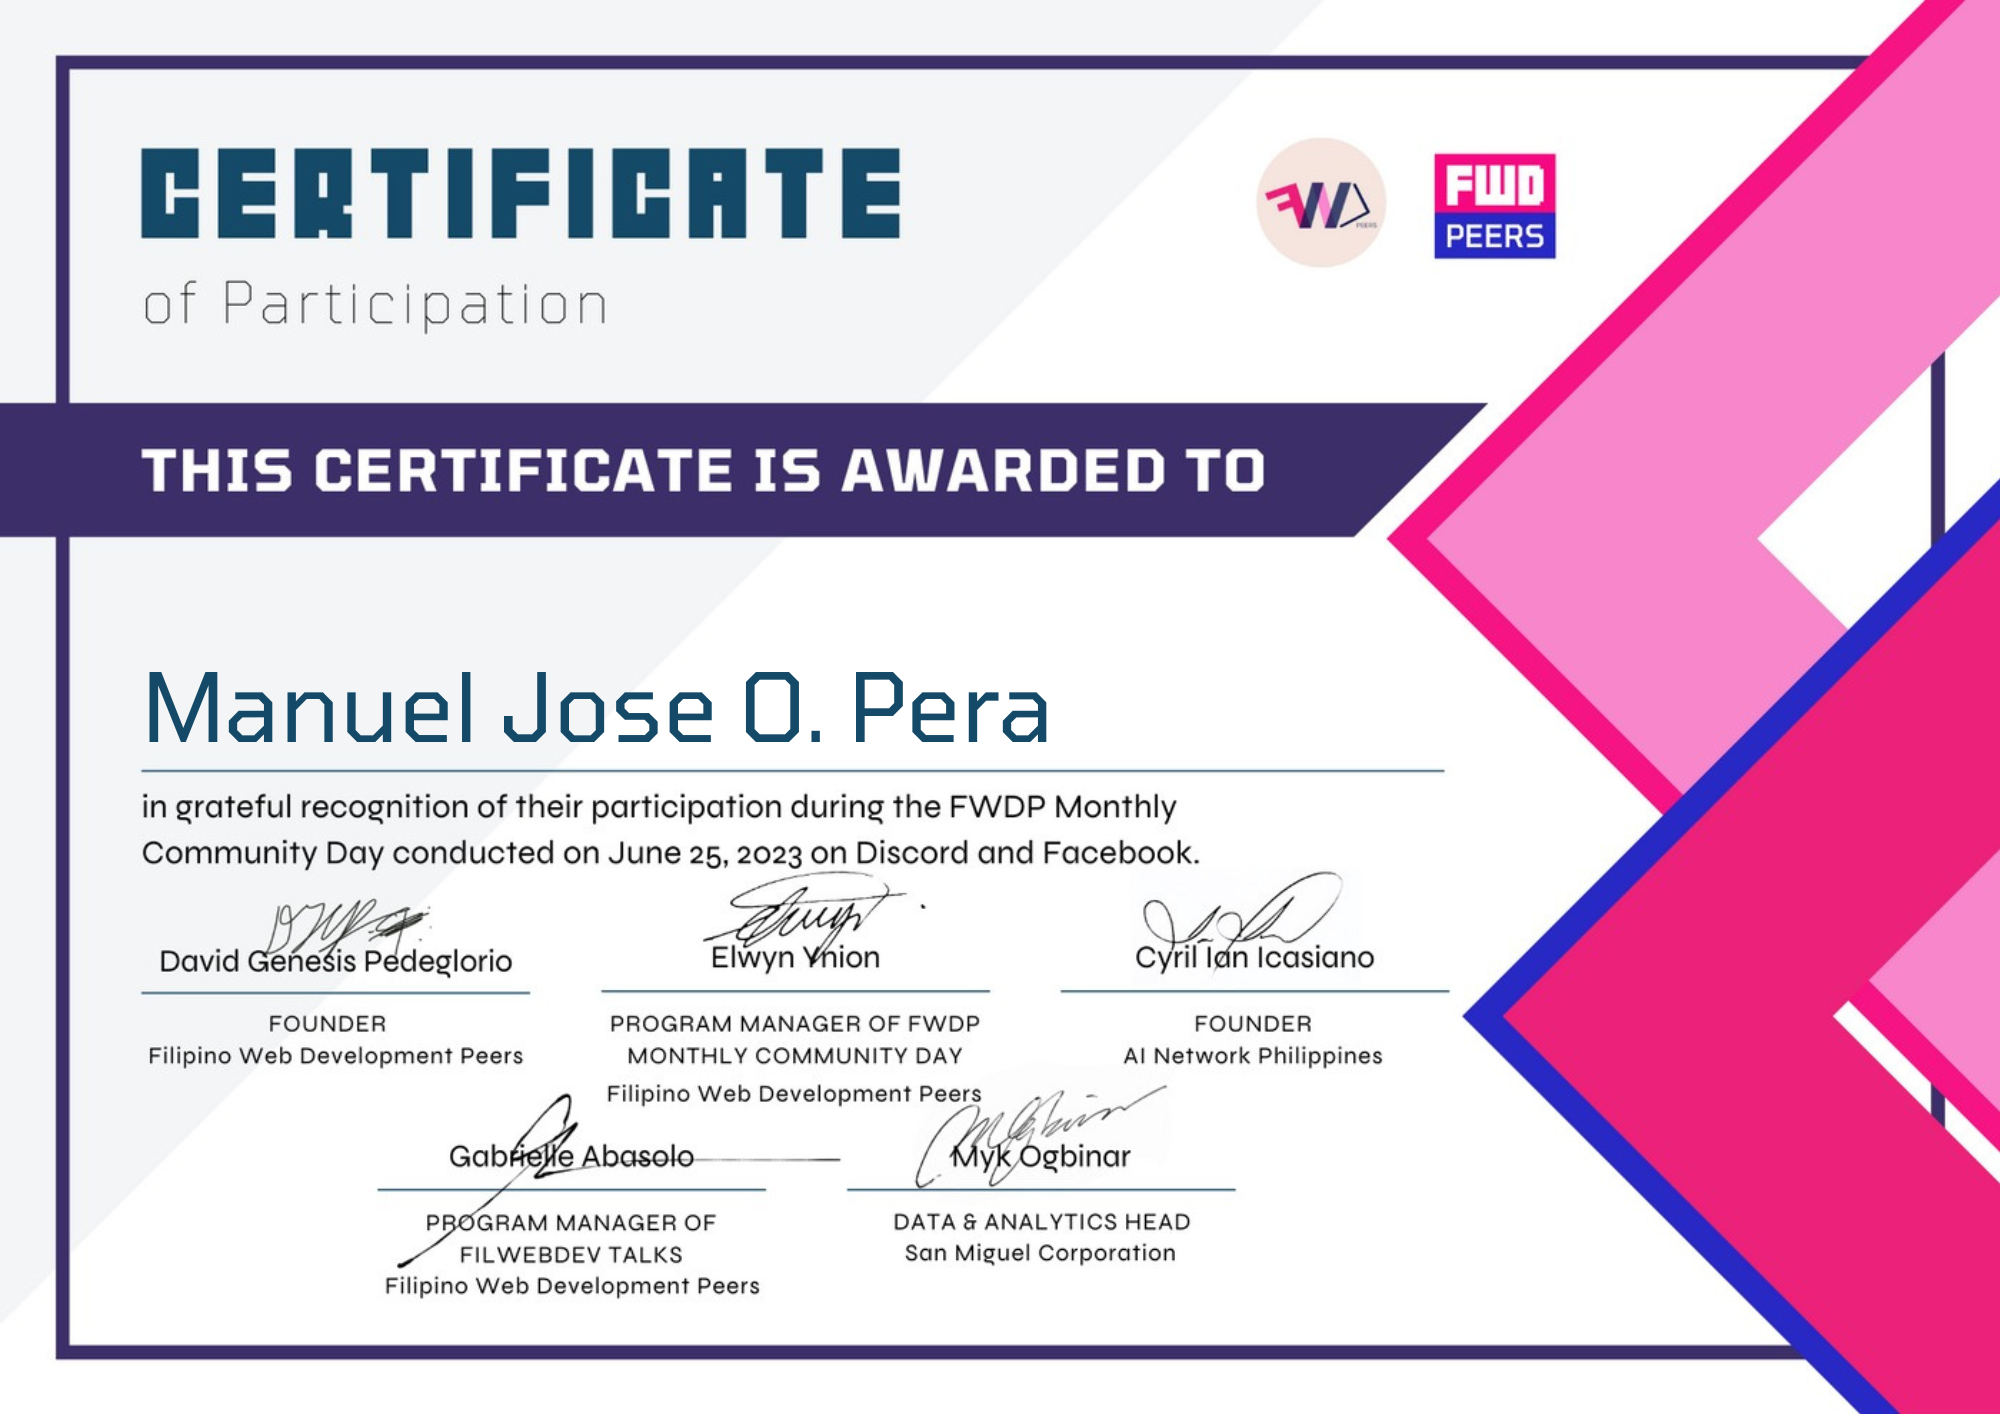 CERTIFICATE
of Participation
FWD
PEERS
FWD
PEERS
THIS CERTIFICATE IS AWARDED TO
Manuel Jose O. Pera
in grateful recognition of their participation during the FWDP Monthly
Community Day conducted on June 25, 2023 on Discord and Facebook.
David Genesis Pedeglorio
FOUNDER
Filipino Web Development Peers
Elwyn Ynion
PROGRAM MANAGER OF FWDP
MONTHLY COMMUNITY DAY
Filipino Web Development Peers
Cyril Ian Icasiano
FOUNDER
AI Network Philippines
Gabrielle Abasolo
PROGRAM MANAGER OF
FILWEBDEV TALKS
Filipino Web Development Peers
Myk Ogbinar
DATA & ANALYTICS HEAD
San Miguel Corporation